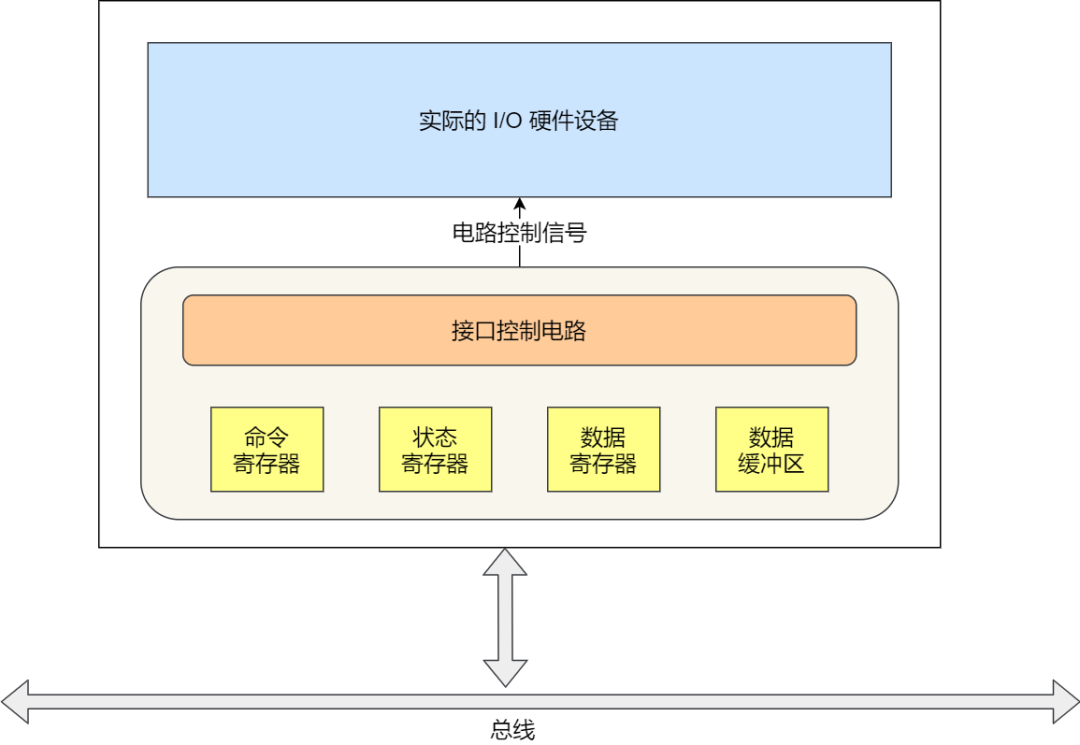 实际的 I/O 硬件设备
电路控制信号
接口控制电路
命令
寄存器
状态
寄存器
数据
寄存器
数据
缓冲区
总线